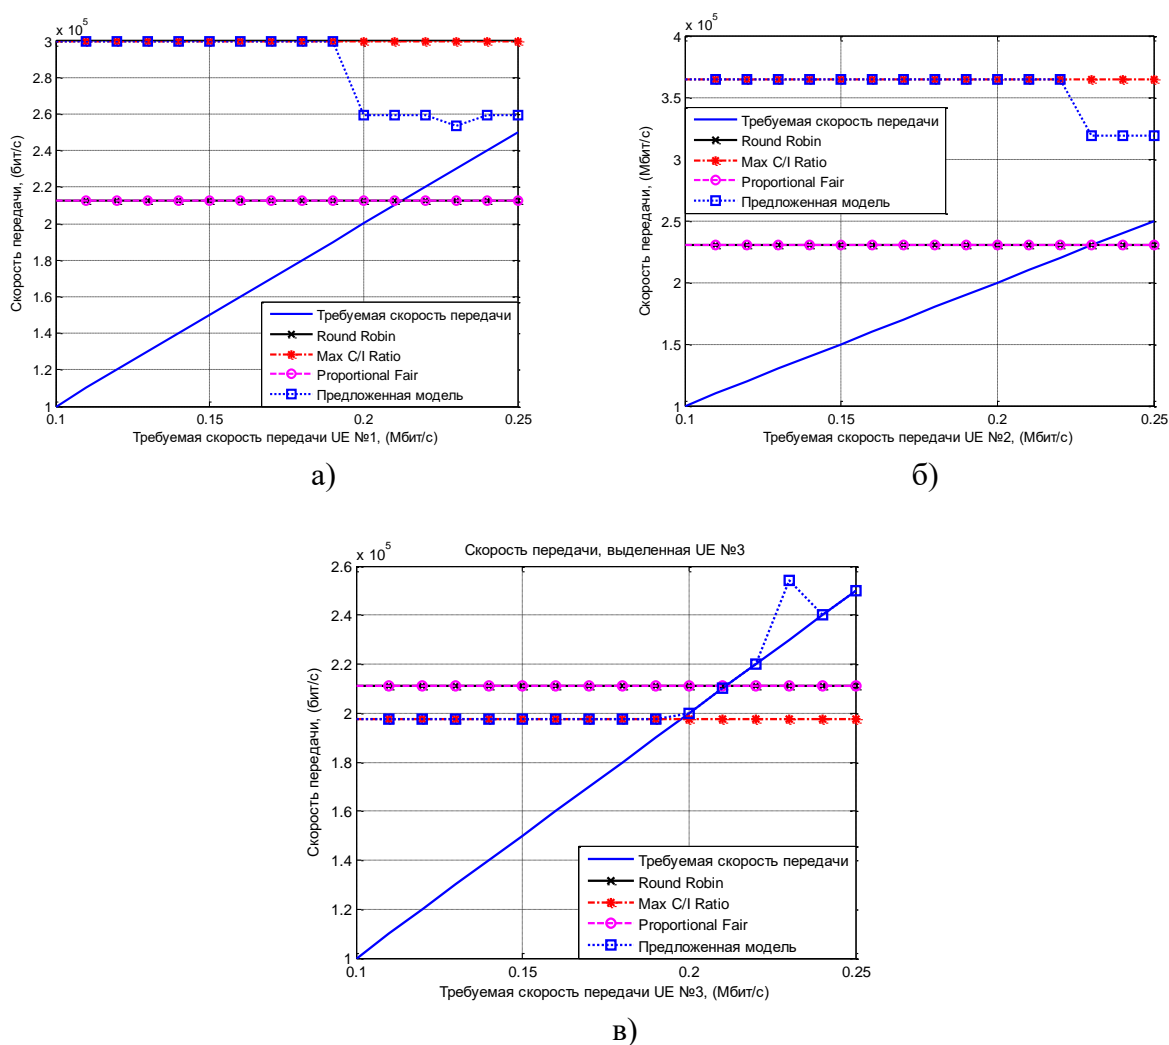 x 10^5
3
2.8
2.6
2.4
2.2
2
1.8
1.6
1.4
1.2
1
0.1
0.15
0.2
0.25
Скорость передачи, (бит/с)
Требуемая скорость передачи UE №1, (Мбит/с)
Требуемая скорость передачи
Round Robin
Max C/I Ratio
Proportional Fair
Предложенная модель
а)
x 10^5
4
3.5
3
2.5
2
1.5
1
0.1
0.15
0.2
0.25
Скорость передачи, (Мбит/с)
Требуемая скорость передачи UE №2, (Мбит/с)
Требуемая скорость передачи
Round Robin
Max C/I Ratio
Proportional Fair
Предложенная модель
б)
Скорость передачи, выделенная UE №3
x 10^5
2.6
2.4
2.2
2
1.8
1.6
1.4
1.2
1
0.1
0.15
0.2
0.25
Скорость передачи, (бит/с)
Требуемая скорость передачи UE №3, (Мбит/с)
Требуемая скорость передачи
Round Robin
Max C/I Ratio
Proportional Fair
Предложенная модель
в)